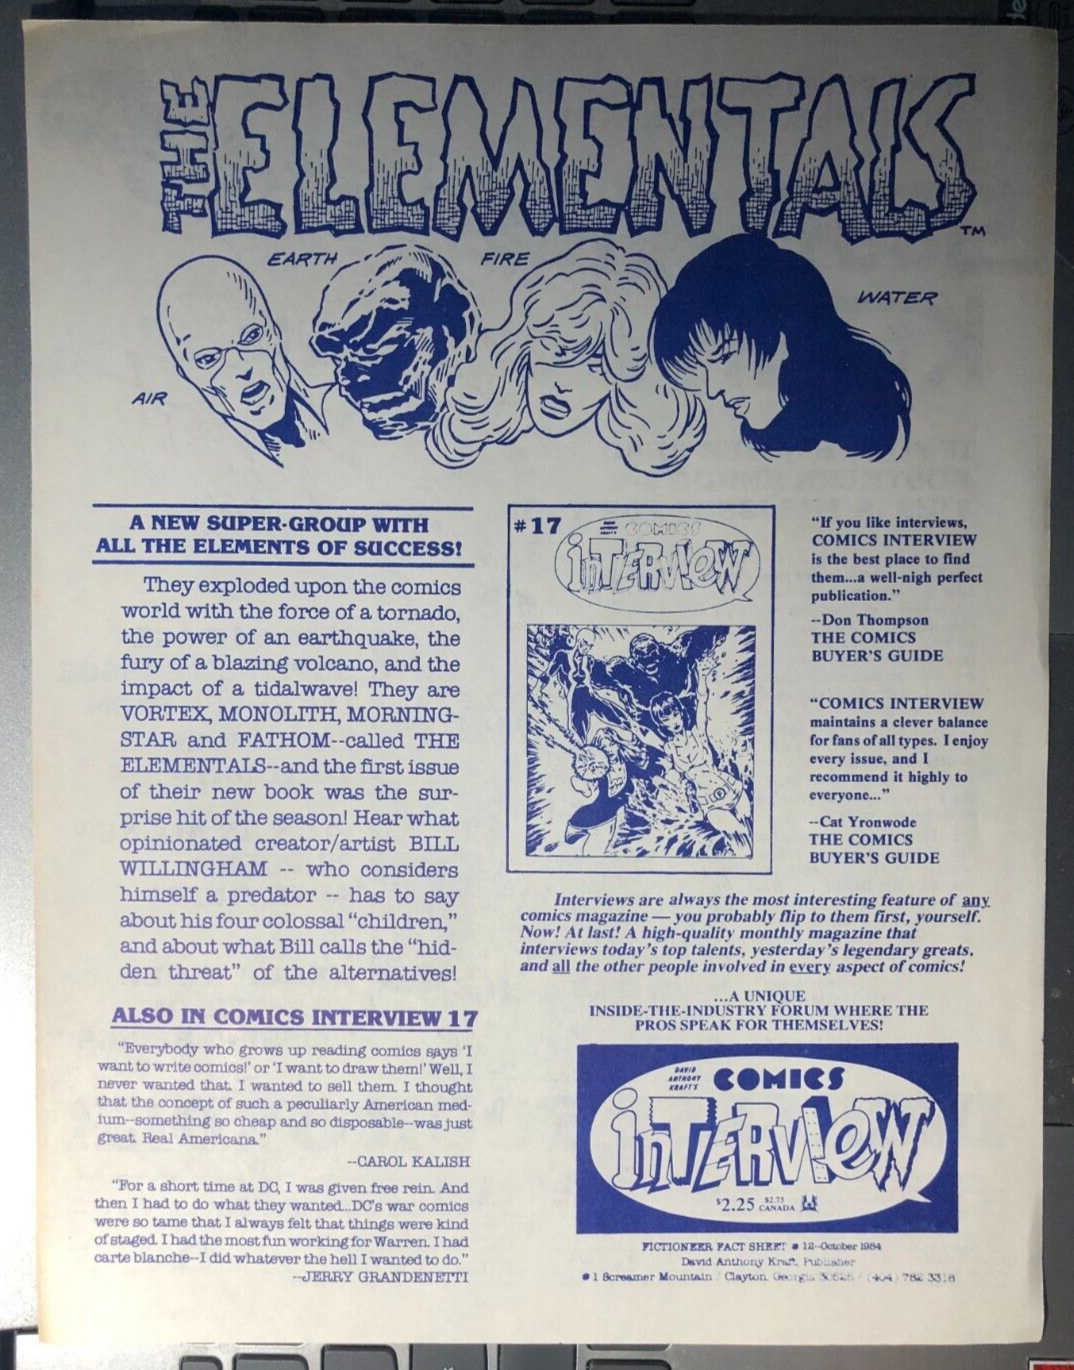 THE ELEMENTALS™
EARTH
FIRE
WATER
AIR
A NEW SUPER-GROUP WITH
ALL THE ELEMENTS OF SUCCESS!
They exploded upon the comics
world with the force of a tornado,
the power of an earthquake, the
fury of a blazing volcano, and the
impact of a tidalwave! They are
VORTEX, MONOLITH, MORNING-
STAR and FATHOM--called THE
ELEMENTALS--and the first issue
of their new book was the sur-
prise hit of the season! Hear what
opinionated creator/artist BILL
WILLINGHAM -- who considers
himself a predator -- has to say
about his four colossal "children,"
and about what Bill calls the "hid-
den threat" of the alternatives!
ALSO IN COMICS INTERVIEW 17
"Everybody who grows up reading comics says 'I
want to write comics!' or 'I want to draw them!' Well, I
never wanted that. I wanted to sell them. I thought
that the concept of such a peculiarly American med-
ium--something so cheap and so disposable--was just
great. Real Americana."
--CAROL KALISH
"For a short time at DC, I was given free rein. And
then I had to do what they wanted...DC's war comics
were so tame that I always felt that things were kind
of staged. I had the most fun working for Warren. I had
carte blanche--I did whatever the hell I wanted to do."
--JERRY GRANDENETTI
#17
COMICS
INTERVIEW
"If you like interviews,
COMICS INTERVIEW
is the best place to find
them...a well-nigh perfect
publication."
--Don Thompson
THE COMICS
BUYER'S GUIDE
"COMICS INTERVIEW
maintains a clever balance
for fans of all types. I enjoy
every issue, and I
recommend it highly to
everyone..."
--Cat Yronwode
THE COMICS
BUYER'S GUIDE
Interviews are always the most interesting feature of any
comics magazine — you probably flip to them first, yourself.
Now! At last! A high-quality monthly magazine that
interviews today's top talents, yesterday's legendary greats,
and all the other people involved in every aspect of comics!
...A UNIQUE
INSIDE-THE-INDUSTRY FORUM WHERE THE
PROS SPEAK FOR THEMSELVES!
DAVID
ANTHONY
KRAFT'S
COMICS
INTERVIEW
$2.25 $2.75
CANADA
FICTIONEER FACT SHEET # 12--October 1984
David Anthony Kraft, Publisher
#1 Screamer Mountain / Clayton, Georgia 30525 / (404) 782 3318